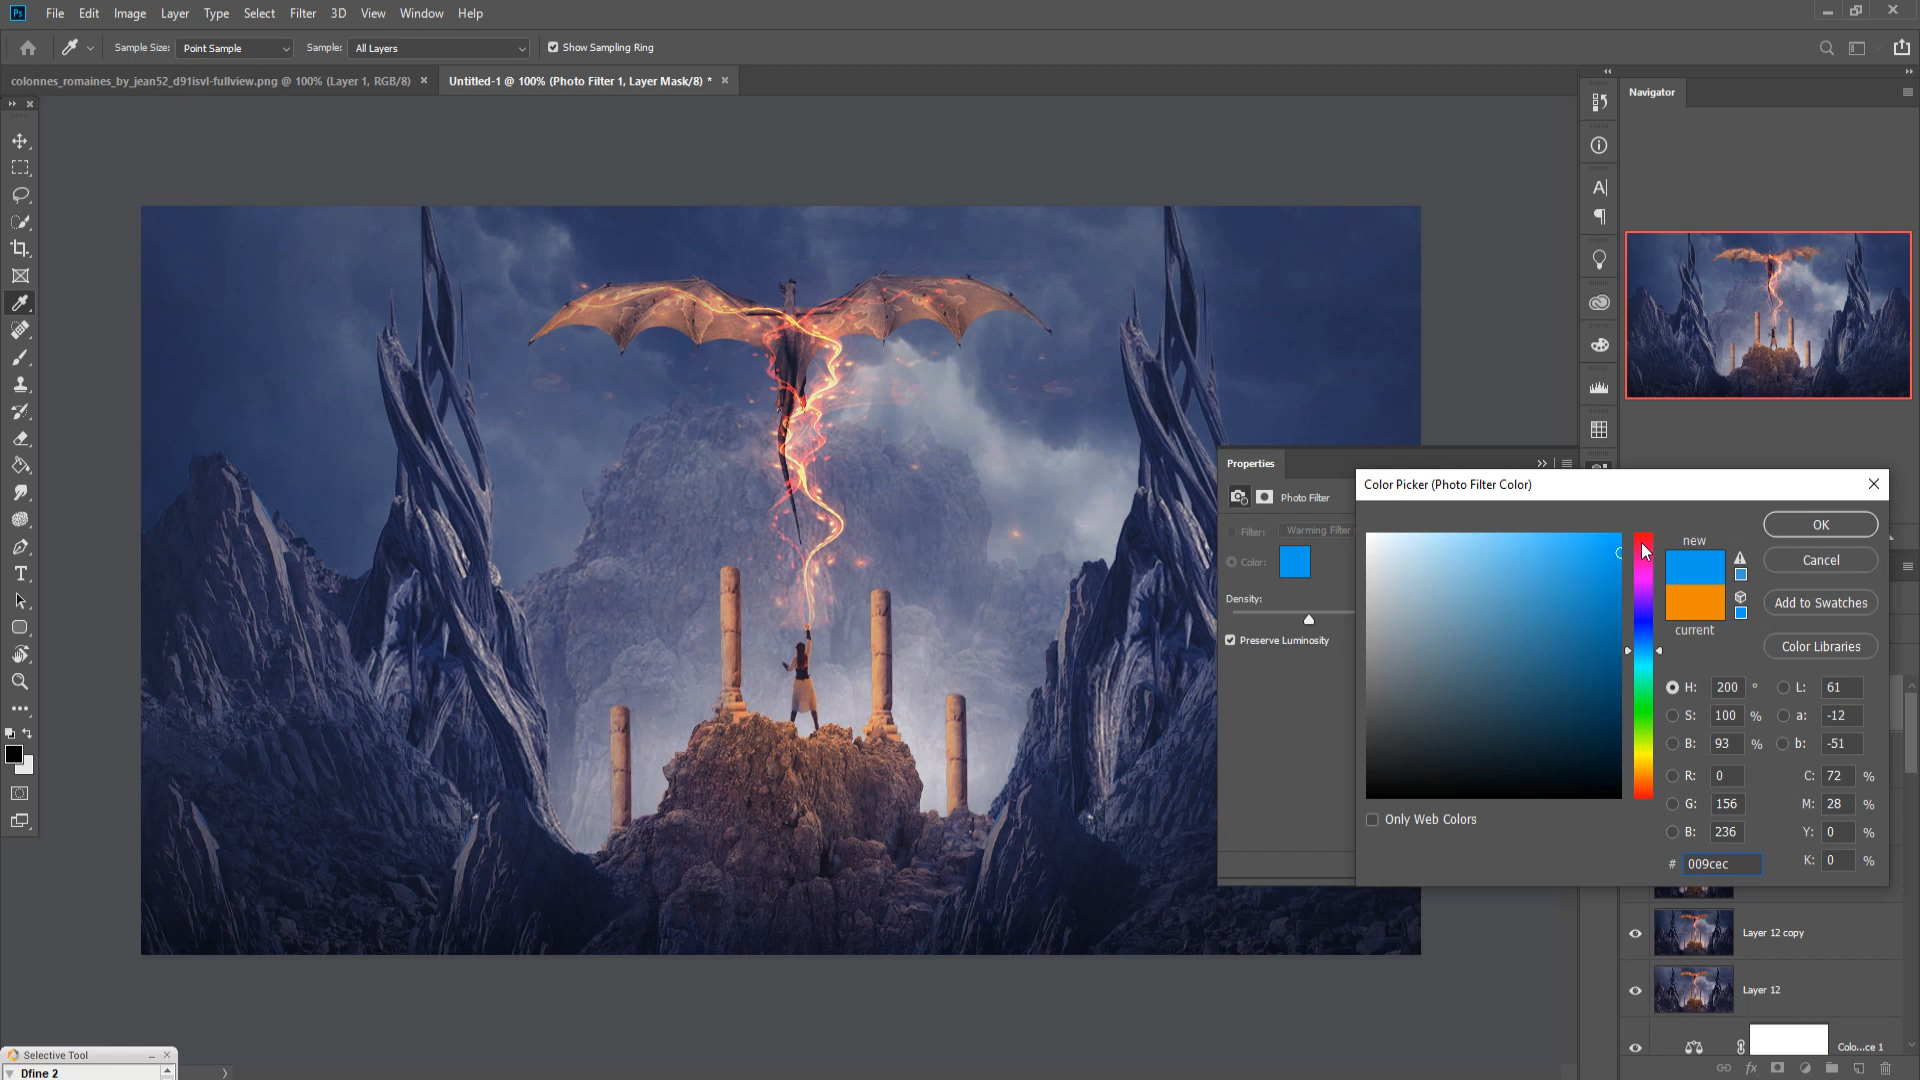 Ps File Edit Image Layer Type Select Filter 3D View Window Help
Sample Size: Point Sample Sample: All Layers Show Sampling Ring
colonnes_romaines_by_jean52_d91isvl-fullview.png @ 100% (Layer 1, RGB/8) Untitled-1 @ 100% (Photo Filter 1, Layer Mask/8) *
Navigator
Properties
Photo Filter
Filter: Warming Filter
Color:
Density:
Preserve Luminosity
Color Picker (Photo Filter Color)
new
current
OK
Cancel
Add to Swatches
Color Libraries
H: 200 ° L: 61
S: 100 % a: -12
B: 93 % b: -51
R: 0 C: 72 %
G: 156 M: 28 %
B: 236 Y: 0 %
# 009cec K: 0 %
Only Web Colors
Layer 12 copy
Layer 12
Colo...ce 1
fx
Selective Tool
Dfine 2